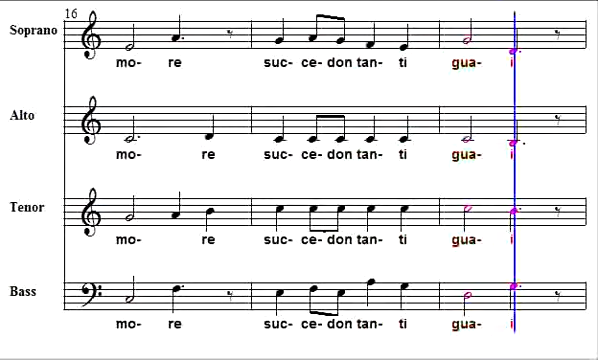 16
Soprano
mo- re suc- ce- don tan- ti gua- i
Alto
mo- re suc- ce- don tan- ti gua- i
Tenor
mo- re suc- ce- don tan- ti gua- i
Bass
mo- re suc- ce- don tan- ti gua- i